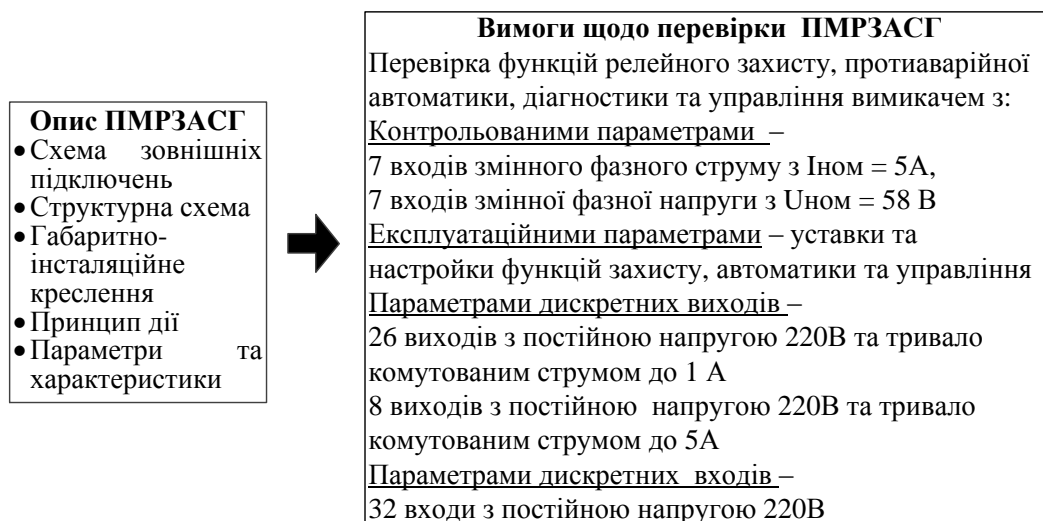 Опис ПМРЗАСГ
•Схема зовнішніх
підключень
•Структурна схема
•Габаритно-
інсталяційне
креслення
•Принцип дії
•Параметри та
характеристики
Вимоги щодо перевірки ПМРЗАСГ
Перевірка функцій релейного захисту, протиаварійної
автоматики, діагностики та управління вимикачем з:
Контрольованими параметрами –
7 входів змінного фазного струму з Iном = 5А,
7 входів змінної фазної напруги з Uном = 58 В
Експлуатаційними параметрами – уставки та
настройки функцій захисту, автоматики та управління
Параметрами дискретних виходів –
26 виходів з постійною напругою 220В та тривало
комутованим струмом до 1 А
8 виходів з постійною напругою 220В та тривало
комутованим струмом до 5А
Параметрами дискретних входів –
32 входи з постійною напругою 220В